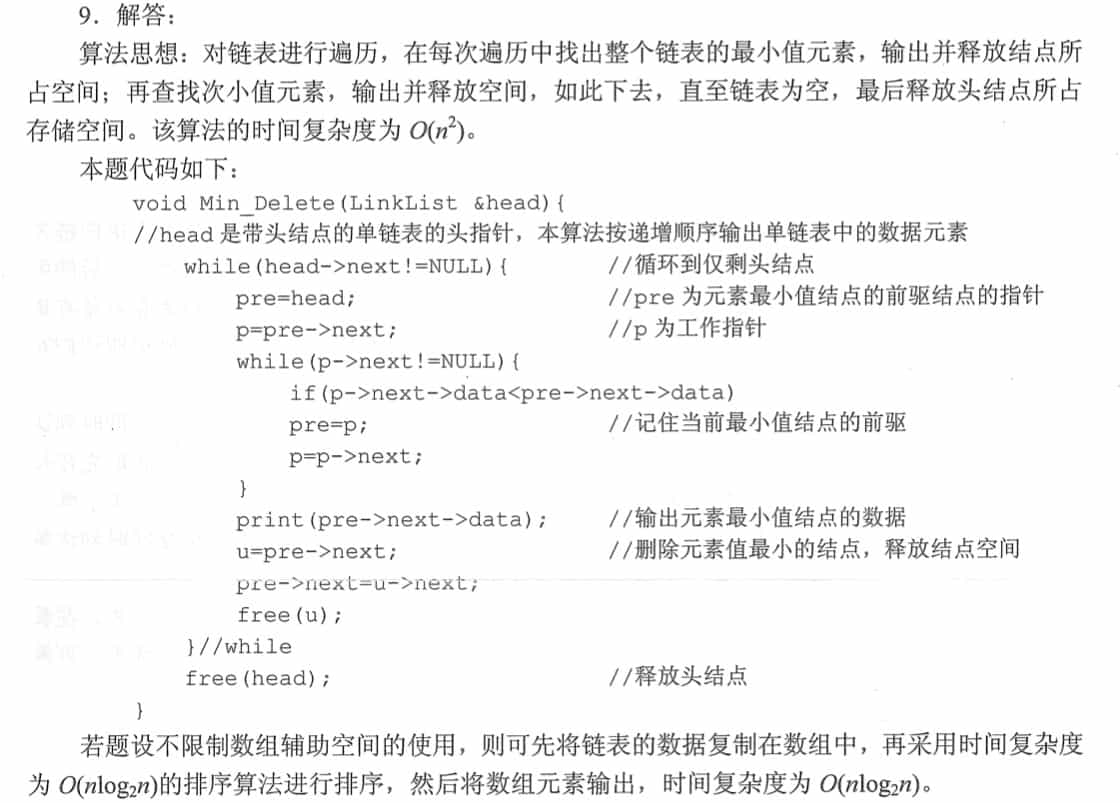 9．解答：
算法思想：对链表进行遍历，在每次遍历中找出整个链表的最小值元素，输出并释放结点所
占空间；再查找次小值元素，输出并释放空间，如此下去，直至链表为空，最后释放头结点所占
存储空间。该算法的时间复杂度为 O(n²)。
本题代码如下：
void Min_Delete(LinkList &head){
//head 是带头结点的单链表的头指针，本算法按递增顺序输出单链表中的数据元素
while(head->next!=NULL){ //循环到仅剩头结点
pre=head; //pre 为元素最小值结点的前驱结点的指针
p=pre->next; //p 为工作指针
while(p->next!=NULL){
if(p->next->data<pre->next->data)
pre=p; //记住当前最小值结点的前驱
p=p->next;
}
print(pre->next->data); //输出元素最小值结点的数据
u=pre->next; //删除元素值最小的结点，释放结点空间
pre->next=u->next;
free(u);
}//while
free(head); //释放头结点
}
若题设不限制数组辅助空间的使用，则可先将链表的数据复制在数组中，再采用时间复杂度
为 O(nlog₂n)的排序算法进行排序，然后将数组元素输出，时间复杂度为 O(nlog₂n)。